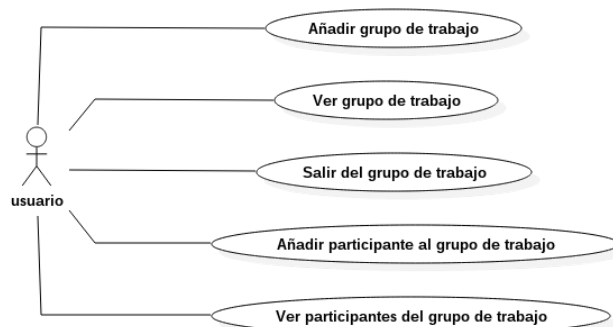 Añadir grupo de trabajo
Ver grupo de trabajo
Salir del grupo de trabajo
usuario
Añadir participante al grupo de trabajo
Ver participantes del grupo de trabajo